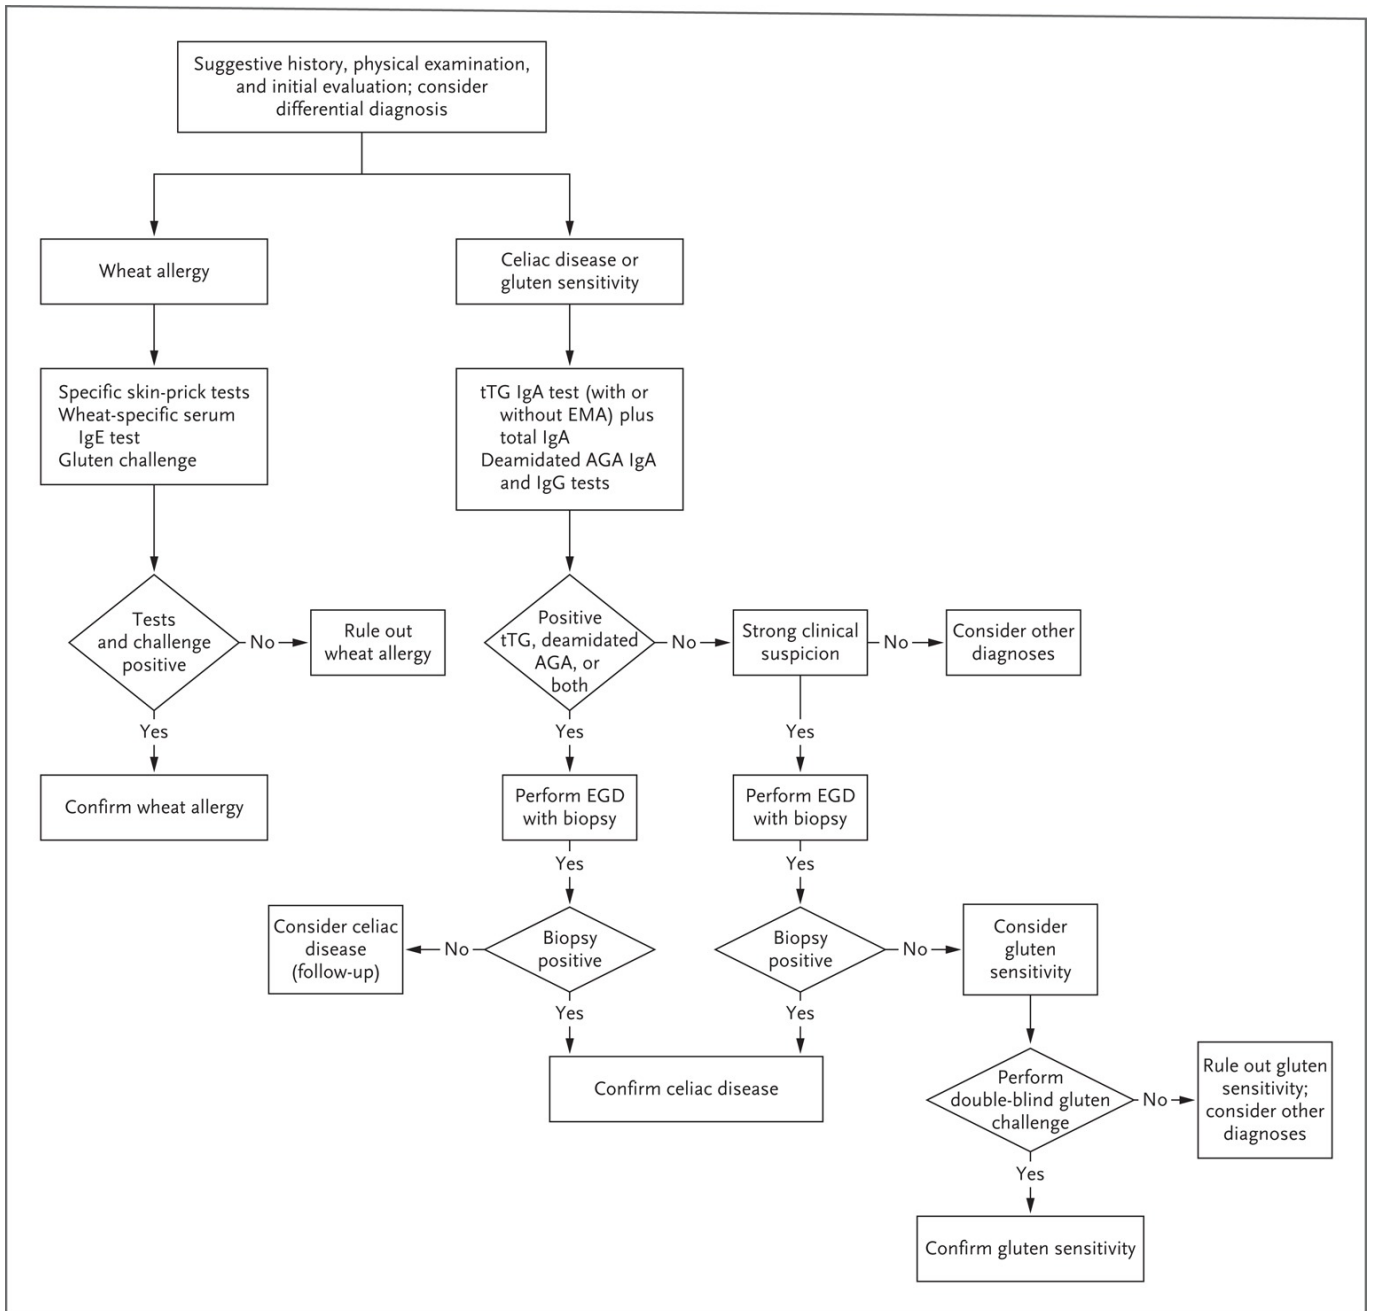 Suggestive history, physical examination,
and initial evaluation; consider
differential diagnosis
Wheat allergy
Celiac disease or
gluten sensitivity
Specific skin-prick tests
Wheat-specific serum
IgE test
Gluten challenge
tTG IgA test (with or
without EMA) plus
total IgA
Deamidated AGA IgA
and IgG tests
Tests
and challenge
positive
No
Rule out
wheat allergy
Positive
tTG, deamidated
AGA, or
both
No
Strong clinical
suspicion
No
Consider other
diagnoses
Yes
Yes
Yes
Confirm wheat allergy
Perform EGD
with biopsy
Perform EGD
with biopsy
Yes
Yes
Consider celiac
disease
(follow-up)
No
Biopsy
positive
Biopsy
positive
No
Consider
gluten
sensitivity
Yes
Yes
Confirm celiac disease
Perform
double-blind gluten
challenge
No
Rule out gluten
sensitivity;
consider other
diagnoses
Yes
Confirm gluten sensitivity